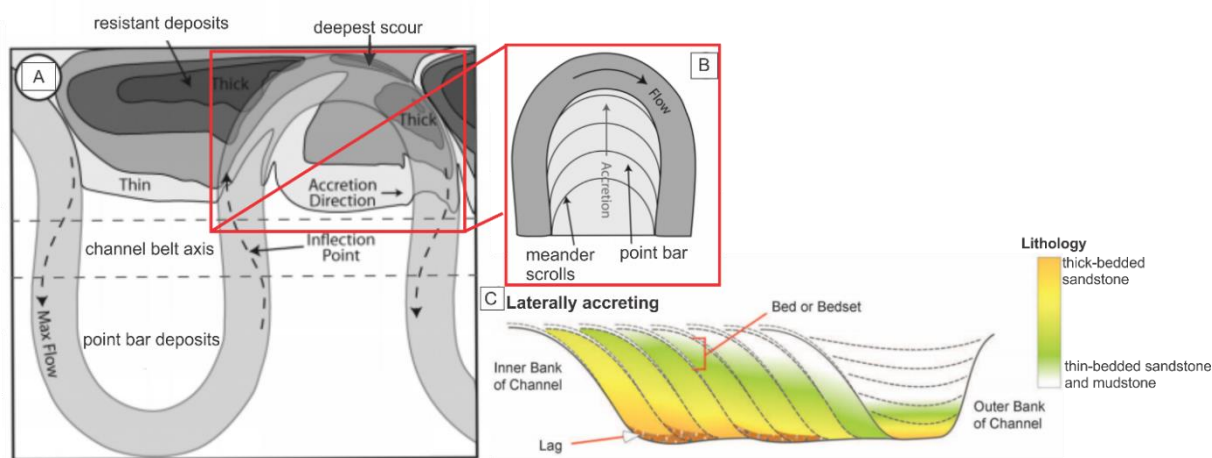 resistant deposits
deepest scour
A
Thick
Thick
Thin
Accretion
Direction
channel belt axis
Inflection
Point
point bar deposits
Max Flow
B
Flow
Accretion
meander
scrolls
point bar
C
Laterally accreting
Bed or Bedset
Inner Bank
of Channel
Outer Bank
of Channel
Lag
Lithology
thick-bedded
sandstone
thin-bedded sandstone
and mudstone